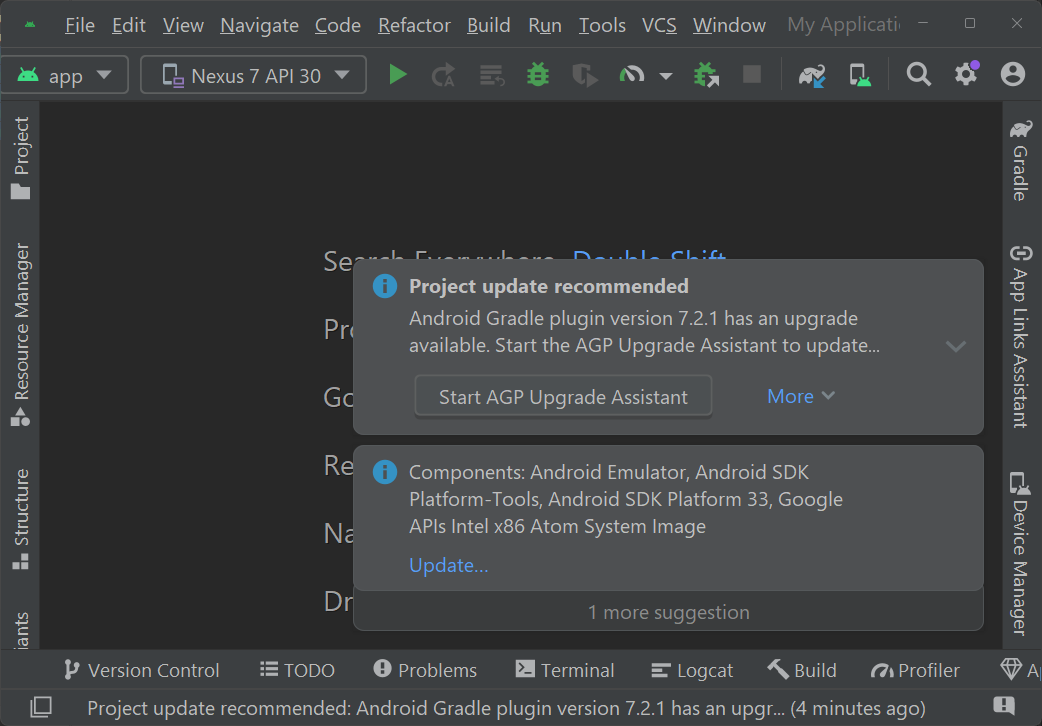 File Edit View Navigate Code Refactor Build Run Tools VCS Window My Applicati
app Nexus 7 API 30
Project
Resource Manager
Structure
iants
Gradle
App Links Assistant
Device Manager
Search Everywhere Double Shift
Pro
Go
Re
Na
Dr
Project update recommended
Android Gradle plugin version 7.2.1 has an upgrade
available. Start the AGP Upgrade Assistant to update...
Start AGP Upgrade Assistant More
Components: Android Emulator, Android SDK
Platform-Tools, Android SDK Platform 33, Google
APIs Intel x86 Atom System Image
Update...
1 more suggestion
Version Control TODO Problems Terminal Logcat Build Profiler Ap
Project update recommended: Android Gradle plugin version 7.2.1 has an upgr... (4 minutes ago)